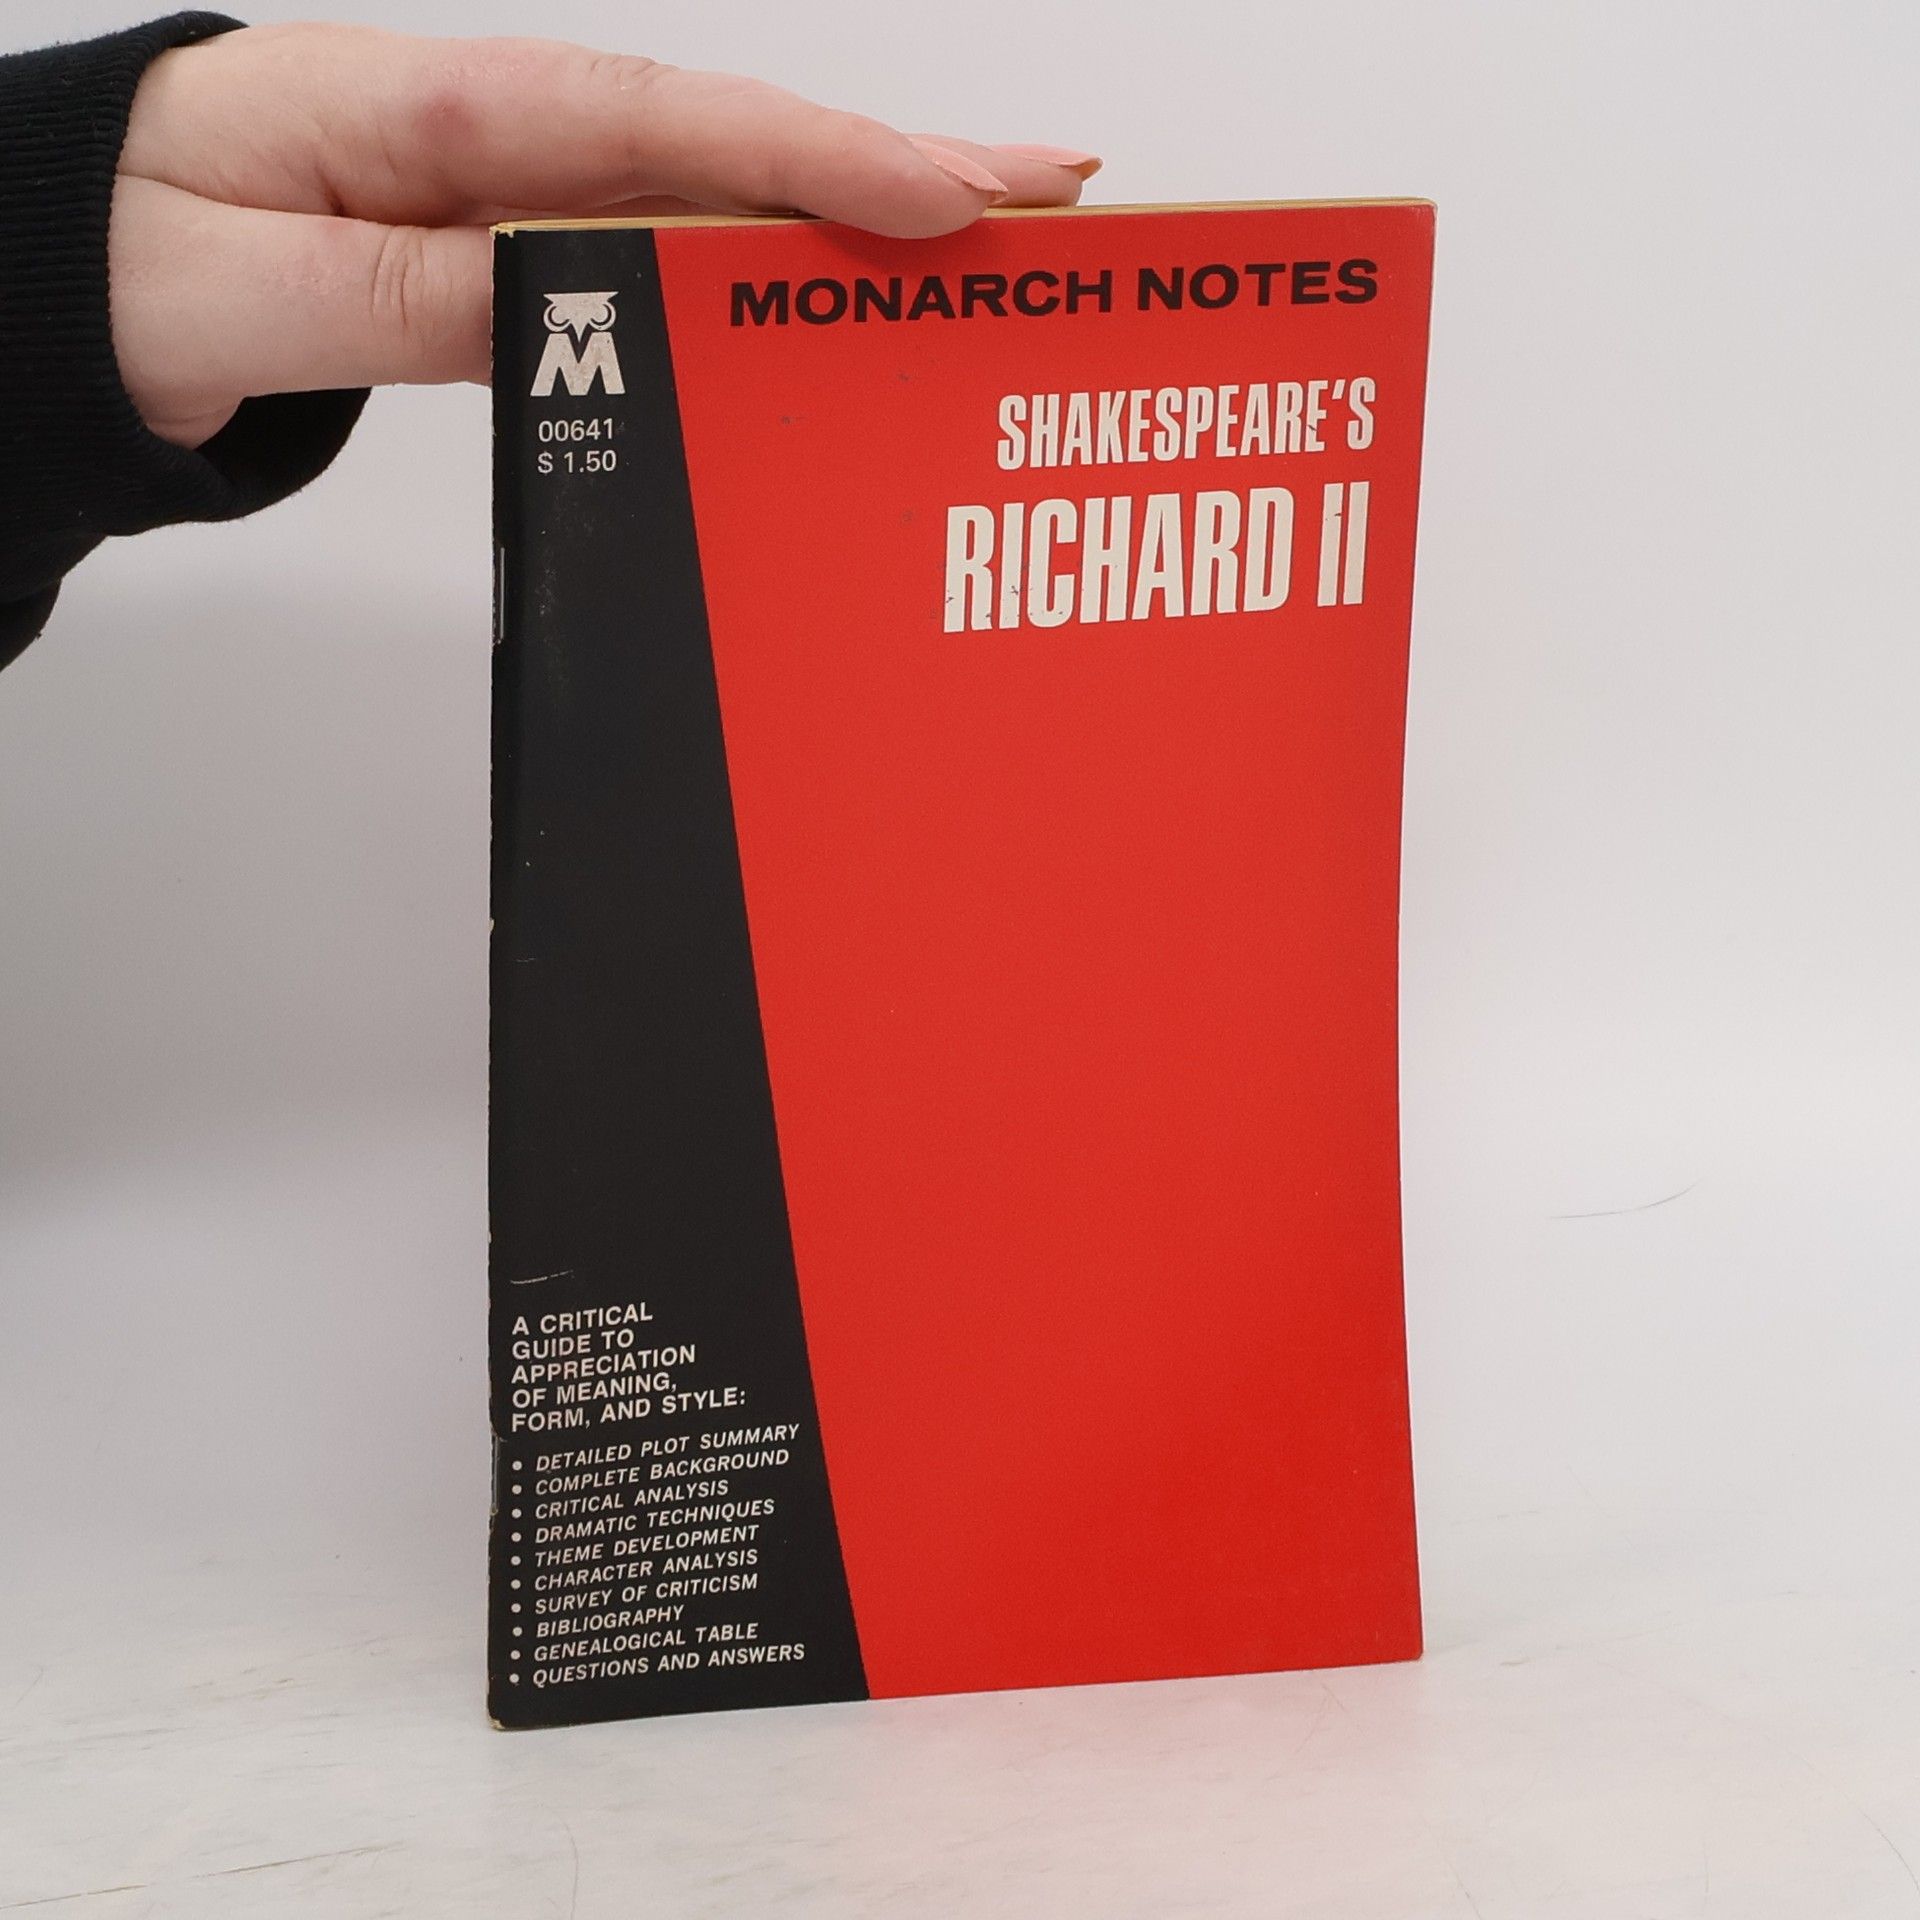 MONARCH NOTES
M
00641
$ 1.50
SHAKESPEARE'S
RICHARD II
A CRITICAL
GUIDE TO
APPRECIATION
OF MEANING,
FORM, AND STYLE:
• DETAILED PLOT SUMMARY
• COMPLETE BACKGROUND
• CRITICAL ANALYSIS
• DRAMATIC TECHNIQUES
• THEME DEVELOPMENT
• CHARACTER ANALYSIS
• SURVEY OF CRITICISM
• BIBLIOGRAPHY
• GENEALOGICAL TABLE
• QUESTIONS AND ANSWERS